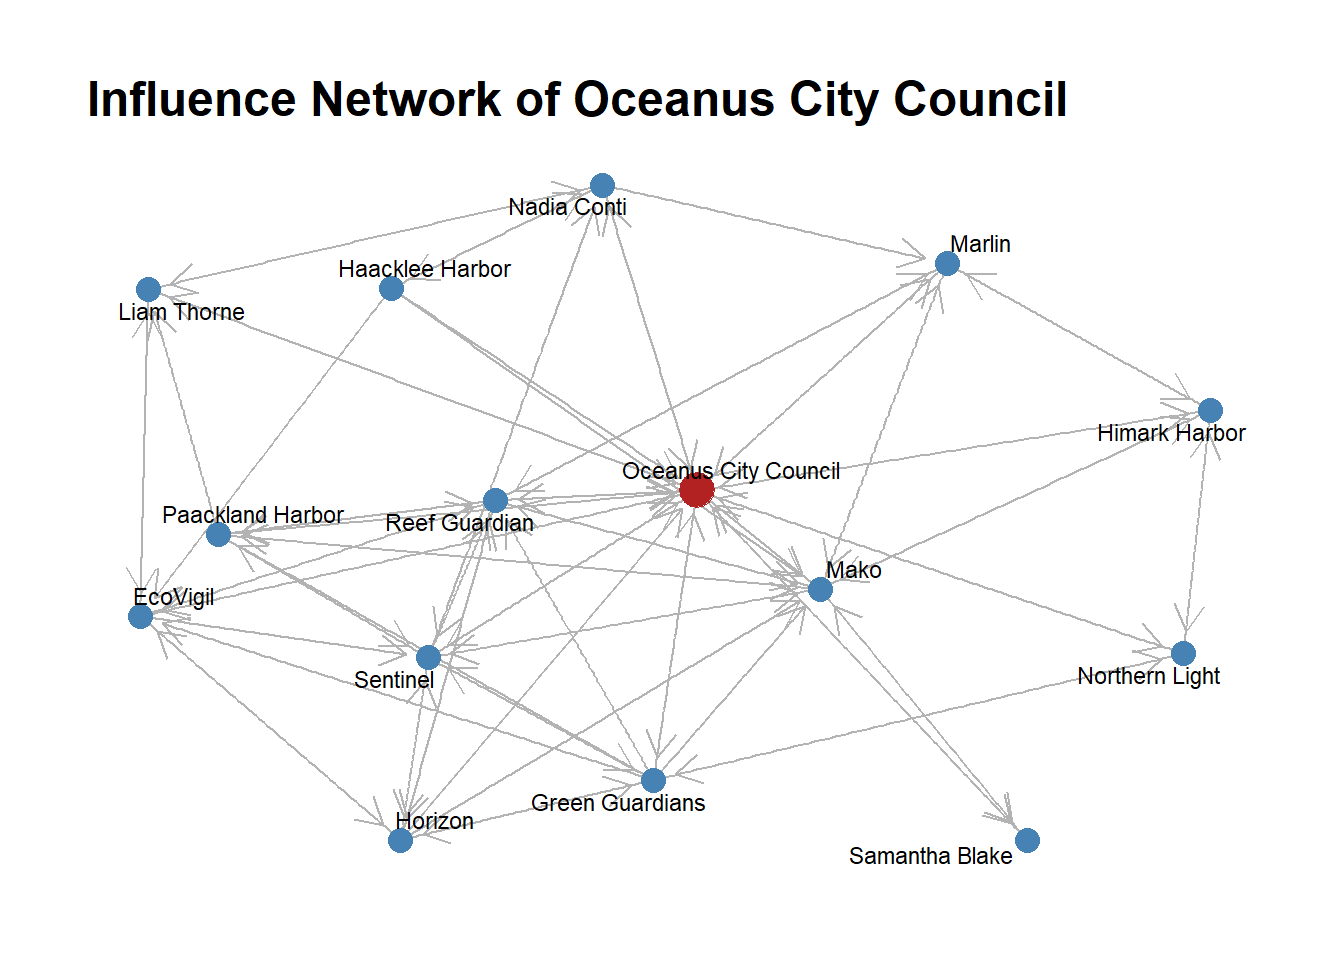 Influence Network of Oceanus City Council
Nadia Conti
Marlin
Haacklee Harbor
Liam Thorne
Himark Harbor
Oceanus City Council
Paackland Harbor
Reef Guardian
Mako
EcoVigil
Sentinel
Northern Light
Green Guardians
Horizon
Samantha Blake